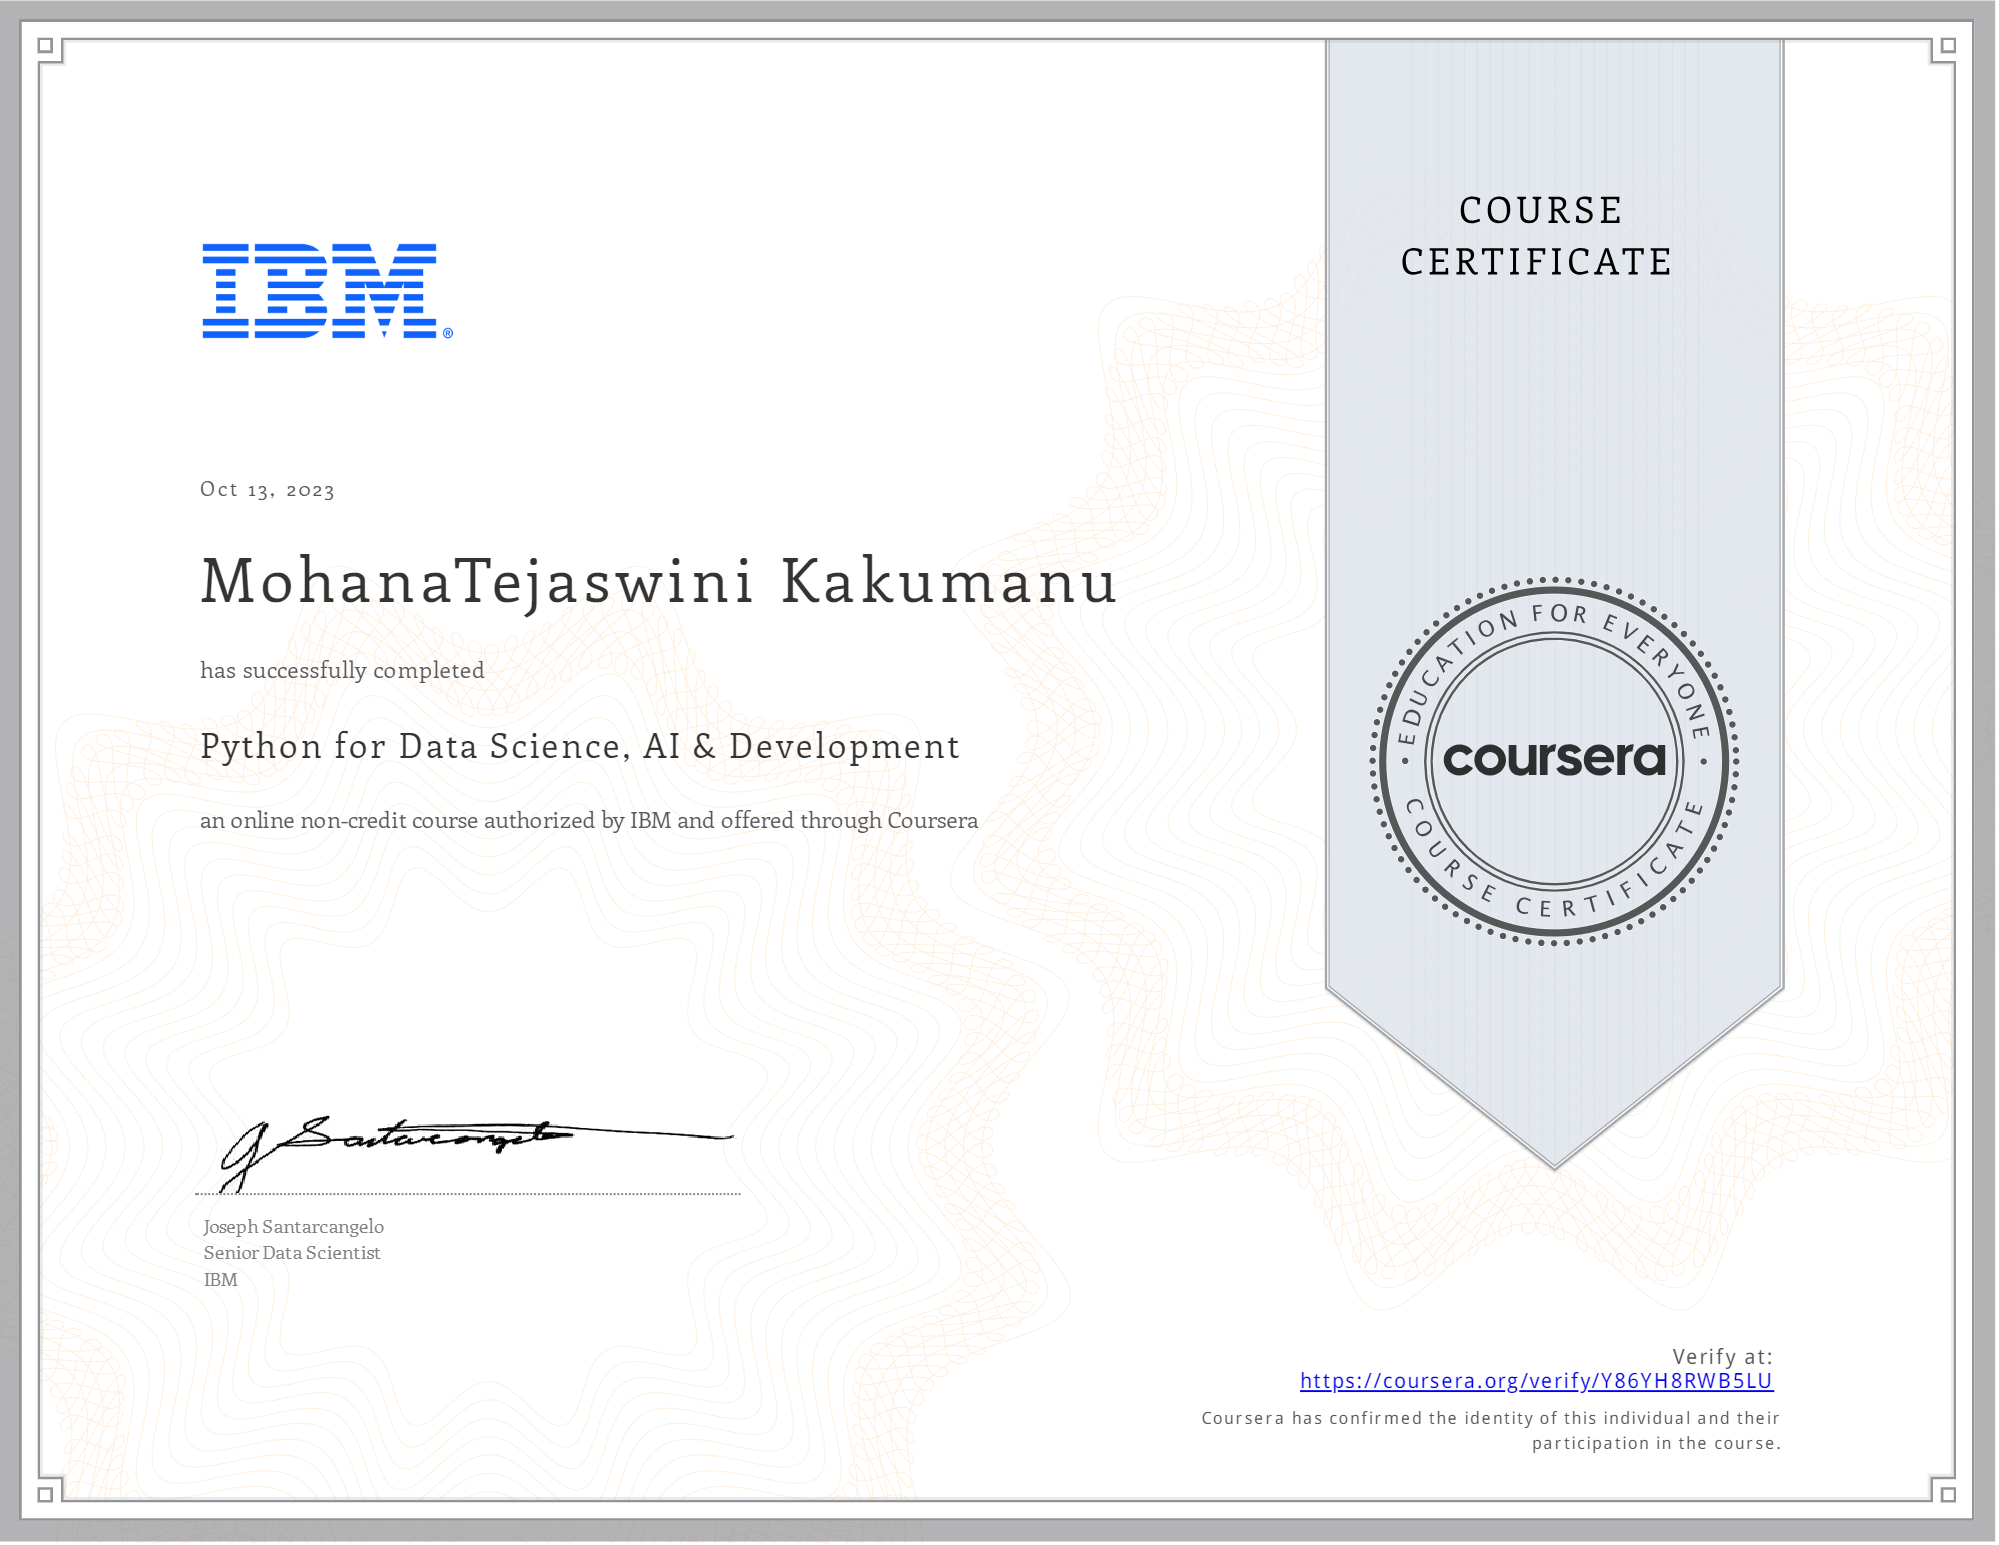 IBM®
COURSE
CERTIFICATE
Oct 13, 2023
MohanaTejaswini Kakumanu
has successfully completed
Python for Data Science, AI & Development
an online non-credit course authorized by IBM and offered through Coursera
EDUCATION FOR EVERYONE
coursera
COURSE CERTIFICATE
J Santarcangelo
Joseph Santarcangelo
Senior Data Scientist
IBM
Verify at:
https://coursera.org/verify/Y86YH8RWB5LU
Coursera has confirmed the identity of this individual and their
participation in the course.